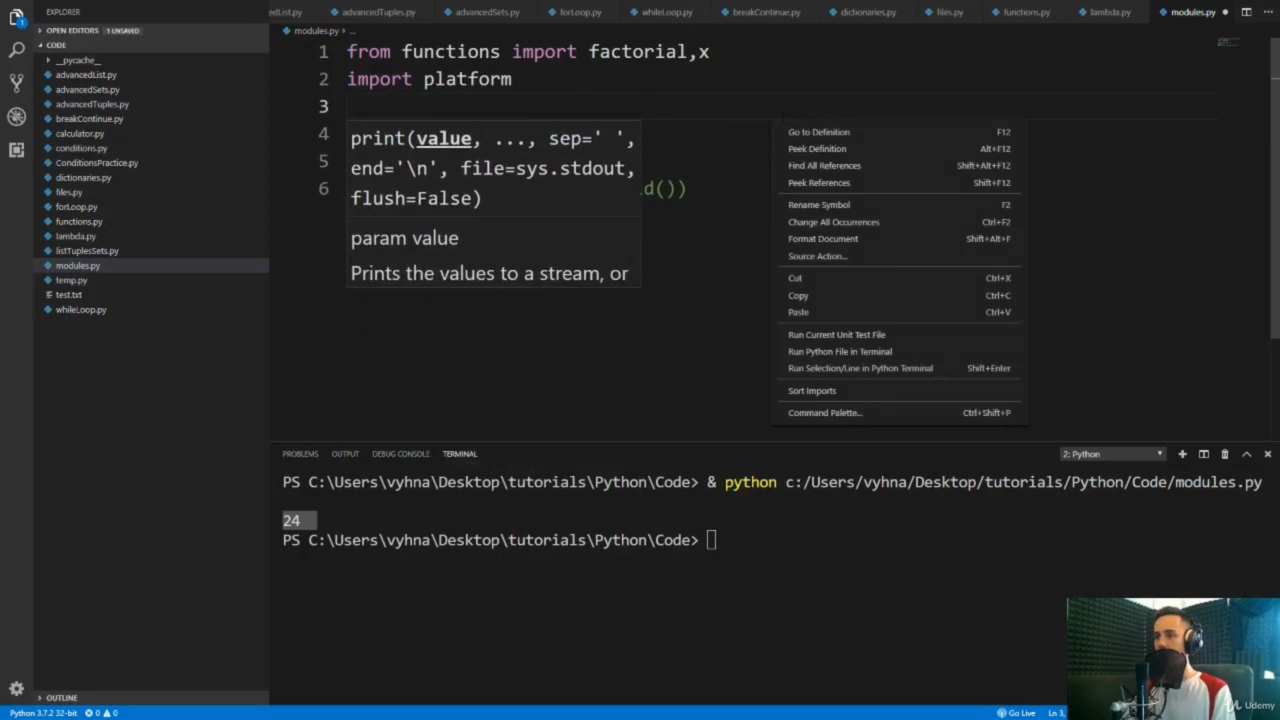 EXPLORER
edList.py
advancedTuples.py
advancedSets.py
forLoop.py
whileLoop.py
breakContinue.py
dictionaries.py
files.py
functions.py
lambda.py
modules.py
OPEN EDITORS 1 UNSAVED
CODE
__pycache__
advancedList.py
advancedSets.py
advancedTuples.py
breakContinue.py
calculator.py
conditions.py
ConditionsPractice.py
dictionaries.py
files.py
forLoop.py
functions.py
lambda.py
listTuplesSets.py
modules.py
temp.py
test.txt
whileLoop.py
OUTLINE
modules.py > ...
1 from functions import factorial,x
2 import platform
3
4
5
6 d())
print(value, ..., sep=' ',
end='\n', file=sys.stdout,
flush=False)
param value
Prints the values to a stream, or
Go to Definition F12
Peek Definition Alt+F12
Find All References Shift+Alt+F12
Peek References Shift+F12
Rename Symbol F2
Change All Occurrences Ctrl+F2
Format Document Shift+Alt+F
Source Action...
Cut Ctrl+X
Copy Ctrl+C
Paste Ctrl+V
Run Current Unit Test File
Run Python File in Terminal
Run Selection/Line in Python Terminal Shift+Enter
Sort Imports
Command Palette... Ctrl+Shift+P
PROBLEMS OUTPUT DEBUG CONSOLE TERMINAL 2: Python
PS C:\Users\vyhna\Desktop\tutorials\Python\Code> & python c:/Users/vyhna/Desktop/tutorials/Python/Code/modules.py
24
PS C:\Users\vyhna\Desktop\tutorials\Python\Code>
Python 3.7.2 32-bit 0 0
Go Live Ln 3,
Udemy